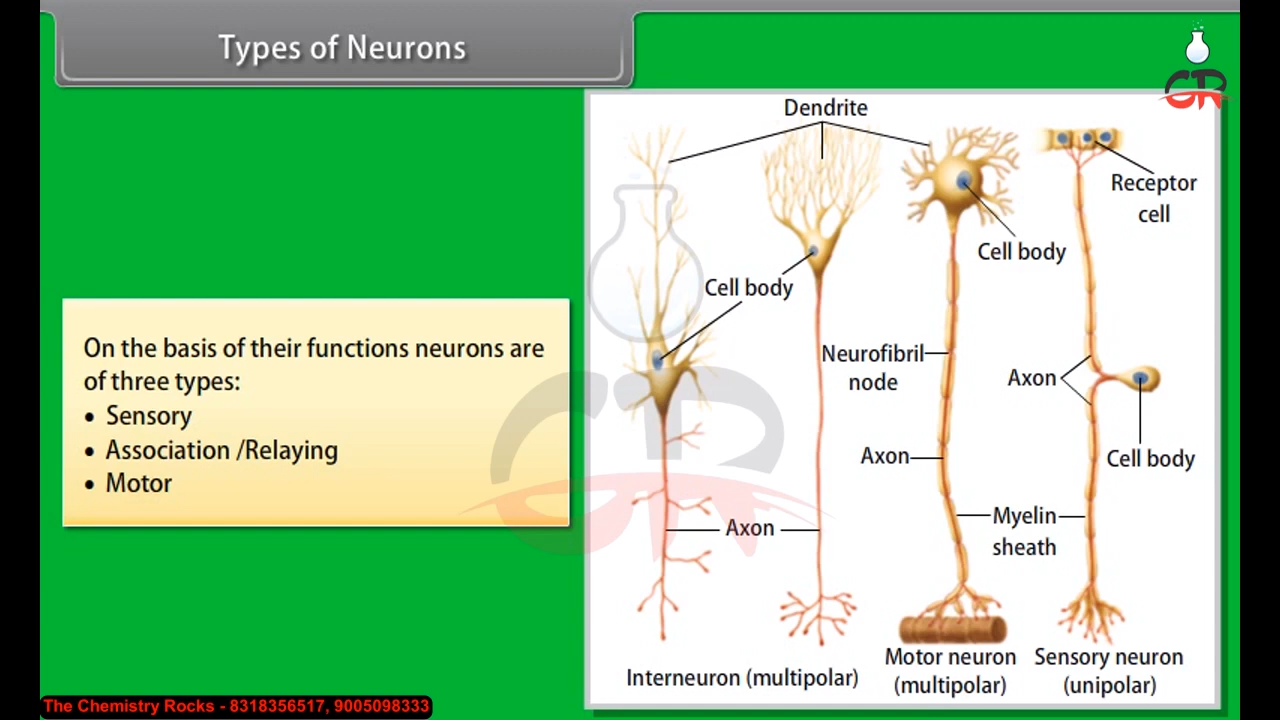 Types of Neurons
CR
On the basis of their functions neurons are
of three types:
• Sensory
• Association /Relaying
• Motor
Dendrite
Receptor
cell
Cell body
Cell body
Neurofibril
node
Axon
Axon
Cell body
Myelin
sheath
Axon
Interneuron (multipolar)
Motor neuron
(multipolar)
Sensory neuron
(unipolar)
CR
The Chemistry Rocks - 8318356517, 9005098333